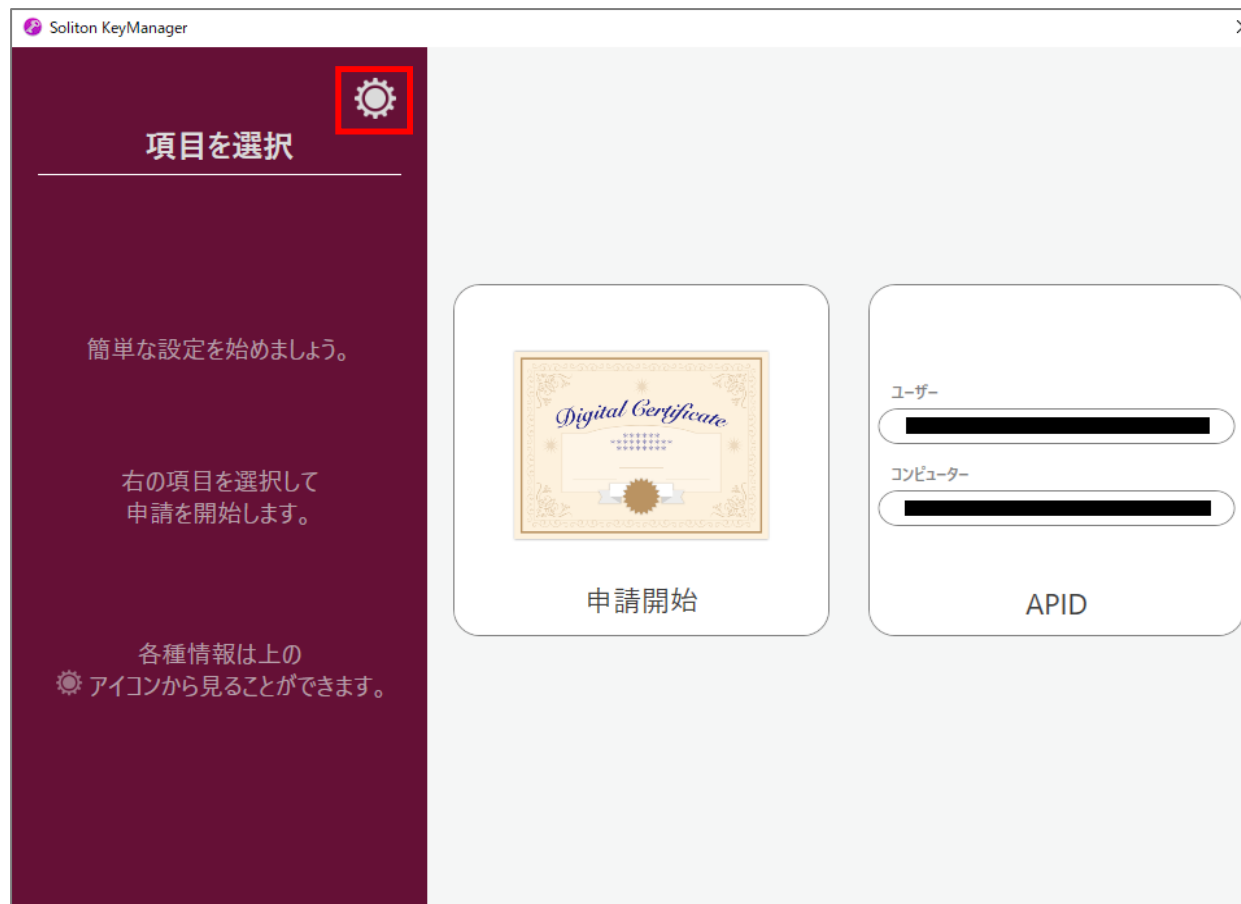 Soliton KeyManager
項目を選択
簡単な設定を始めましょう。
右の項目を選択して
申請を開始します。
各種情報は上の
アイコンから見ることができます。
Digital Certificate
******
*********
*******
申請開始
ユーザー
コンピューター
APID